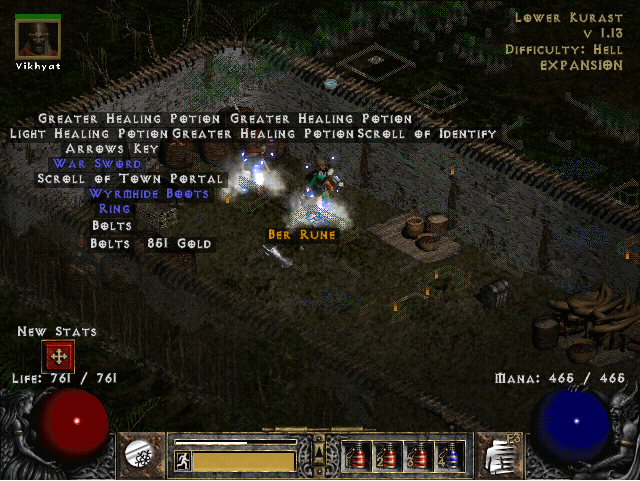 Lower Kurast
v 1.13
Difficulty: Hell
Expansion
Vikhyat
Greater Healing Potion Greater Healing Potion
Light Healing Potion Greater Healing Potion Scroll of Identify
Arrows Key
War Sword
Scroll of Town Portal
Wyrmhide Boots
Ring
Bolts
Ber Rune
Bolts 851 Gold
New Stats
Life: 761 / 761
Mana: 465 / 465